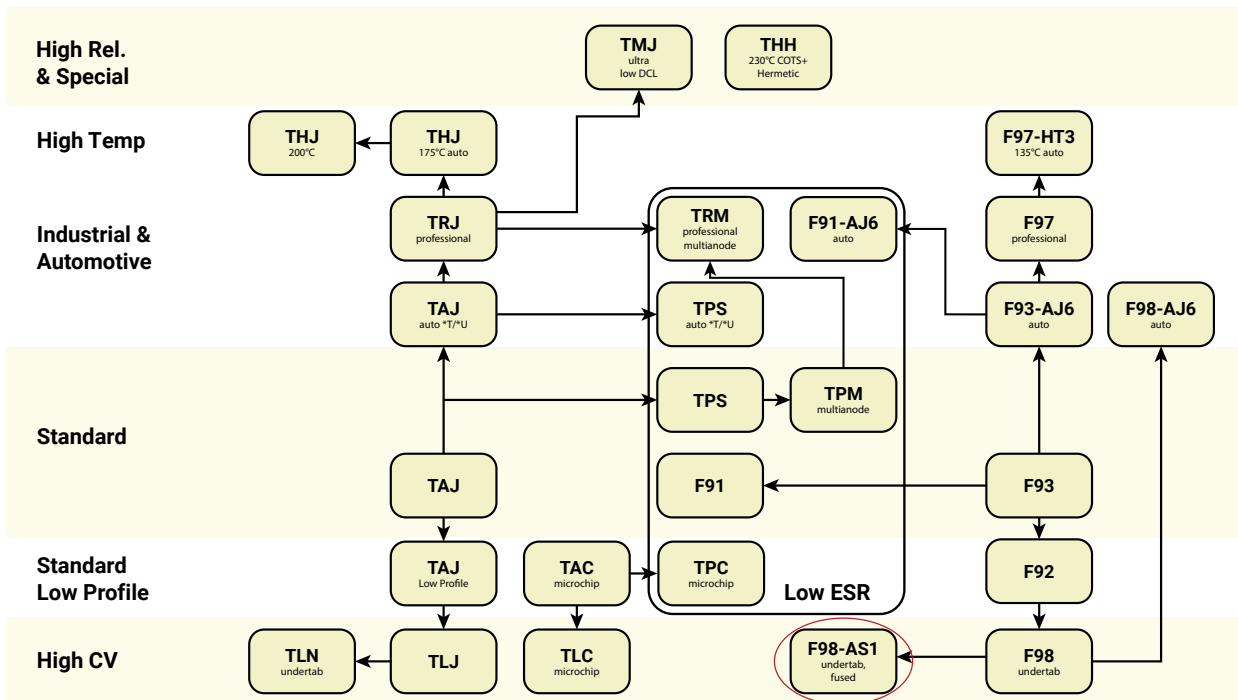 High Rel.
& Special
TMJ
ultra
low DCL
THH
230°C COTS+
Hermetic
High Temp
THJ
200°C
THJ
175°C auto
F97-HT3
135°C auto
Industrial &
Automotive
TRJ
professional
TRM
professional
multianode
F91-AJ6
auto
F97
professional
TAJ
auto *T/*U
TPS
auto *T/*U
F93-AJ6
auto
F98-AJ6
auto
Standard
TPS
TPM
multianode
TAJ
F91
F93
Standard
Low Profile
TAJ
Low Profile
TAC
microchip
TPC
microchip
Low ESR
F92
High CV
TLN
undertab
TLJ
TLC
microchip
F98-AS1
undertab,
fused
F98
undertab